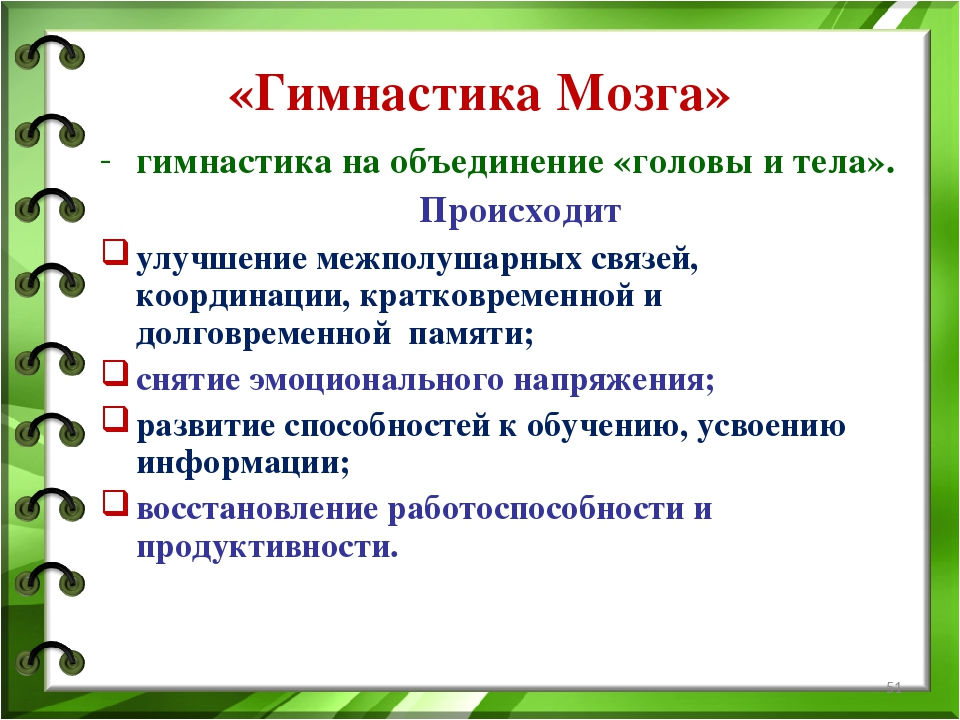 «Гимнастика Мозга»
- гимнастика на объединение «головы и тела».
Происходит
улучшение межполушарных связей,
координации, кратковременной и
долговременной памяти;
снятие эмоционального напряжения;
развитие способностей к обучению, усвоению
информации;
восстановление работоспособности и
продуктивности.
51